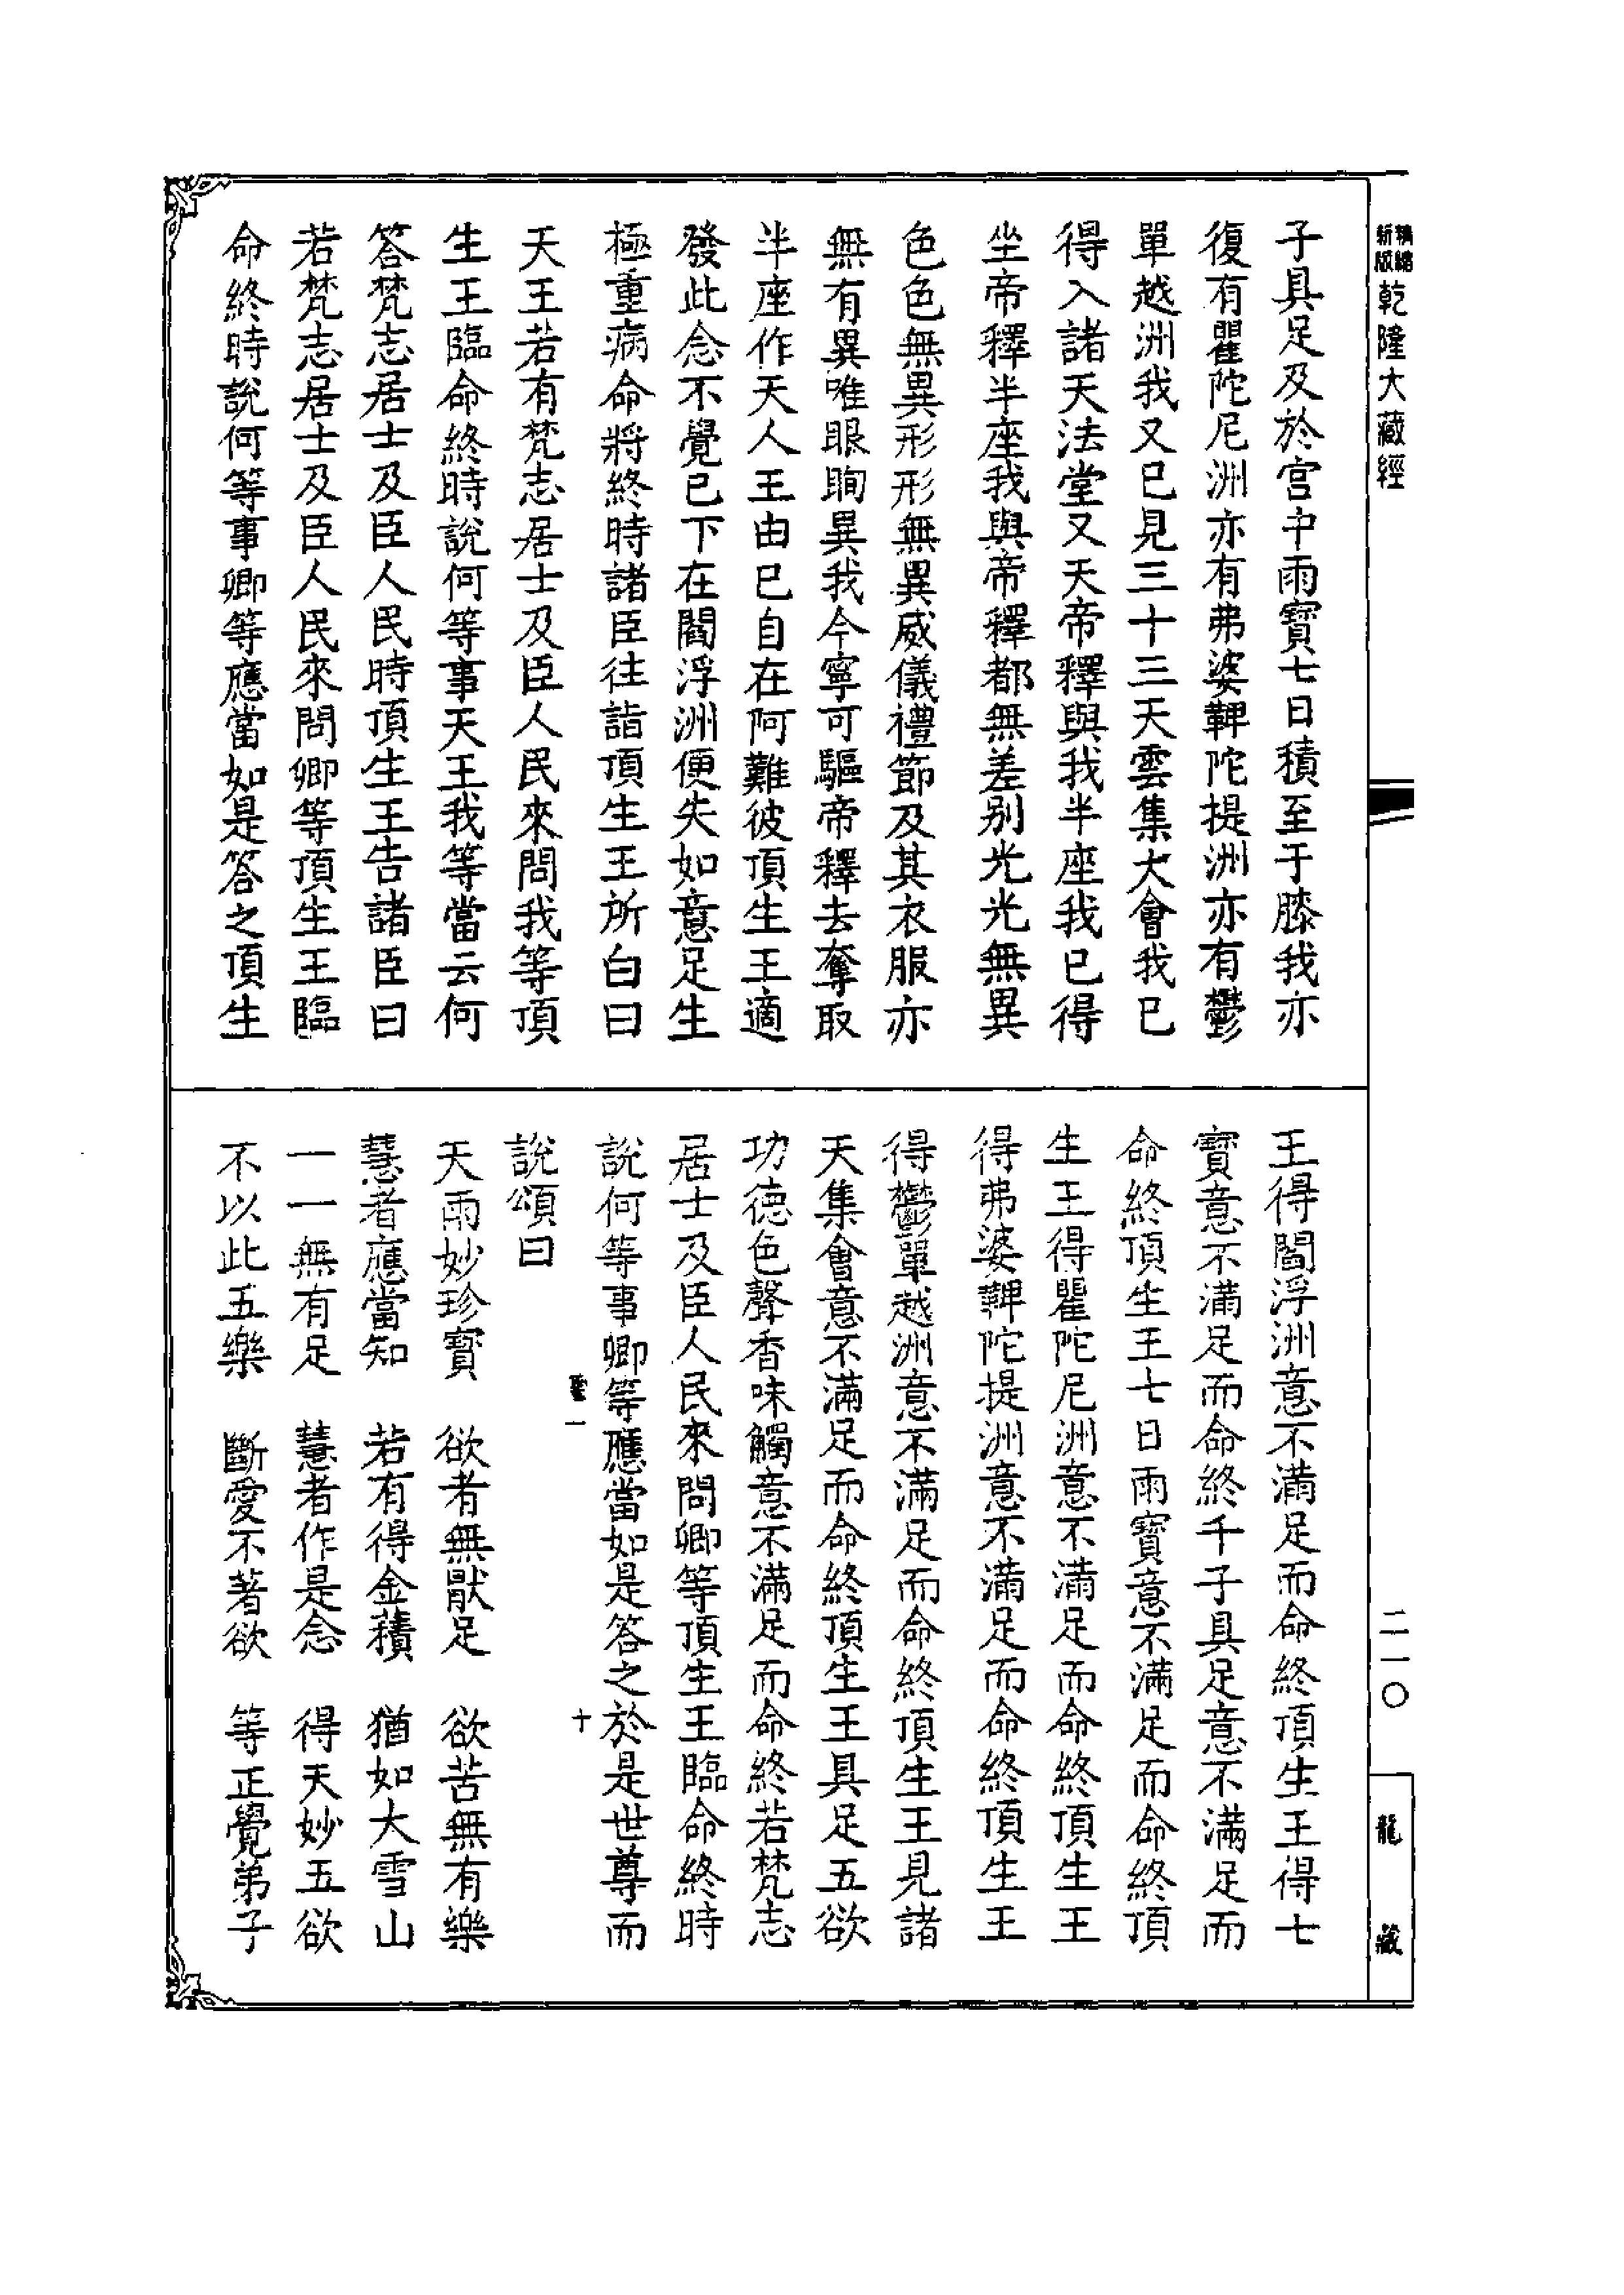 精縮新版乾隆大藏經
子具足及於宮中雨寶七日積至于膝我亦
復有瞿陀尼洲亦有弗婆鞞陀提洲亦有鬱
單越洲我又已見三十三天雲集大會我已
得入諸天法堂又天帝釋與我半座我已得
坐帝釋半座我與帝釋都無差別光光無異
色色無異形形無異威儀禮節及其衣服亦
無有異唯眼眴異我今寧可驅帝釋去奪取
半座作天人王由已自在阿難彼頂生王適
發此念不覺已下在閻浮洲便失如意足生
極重病命將終時諸臣往詣頂生王所白曰
天王若有梵志居士及臣人民來問我等頂
生王臨命終時說何等事天王我等當云何
答梵志居士及臣人民時頂生王告諸臣曰
若梵志居士及臣人民來問卿等頂生王臨
命終時說何等事卿等應當如是答之頂生
王得閻浮洲意不滿足而命終頂生王得七
寶意不滿足而命終千子具足意不滿足而
命終頂生王七日雨寶意不滿足而命終頂
生王得瞿陀尼洲意不滿足而命終頂生王
得弗婆鞞陀提洲意不滿足而命終頂生王
得鬱單越洲意不滿足而命終頂生王見諸
天集會意不滿足而命終頂生王具足五欲
功德色聲香味觸意不滿足而命終若梵志
居士及臣人民來問卿等頂生王臨命終時
說何等事卿等應當如是答之於是世尊而
聖一 十
說頌曰
天雨妙珍寶 欲者無猒足 欲苦無有樂
慧者應當知 若有得金積 猶如大雪山
一一無有足 慧者作是念 得天妙五欲
不以此五樂 斷愛不著欲 等正覺弟子
二一〇
龍藏